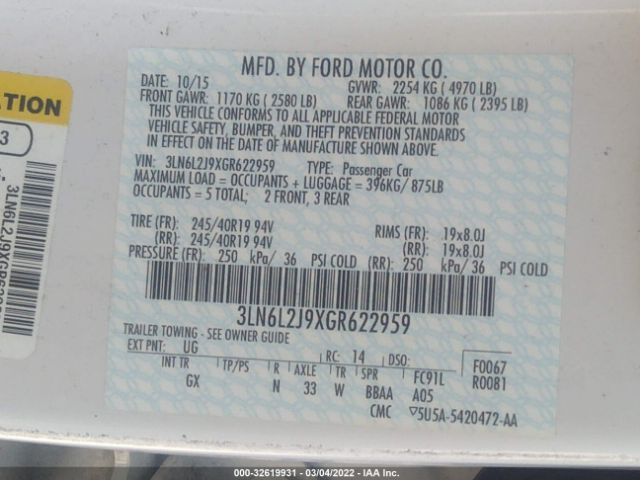 MFD. BY FORD MOTOR CO.
DATE: 10/15 GVWR: 2254 KG ( 4970 LB)
FRONT GAWR: 1170 KG ( 2580 LB) REAR GAWR: 1086 KG ( 2395 LB)
THIS VEHICLE CONFORMS TO ALL APPLICABLE FEDERAL MOTOR
VEHICLE SAFETY, BUMPER, AND THEFT PREVENTION STANDARDS
IN EFFECT ON THE DATE OF MANUFACTURE SHOWN ABOVE.
VIN: 3LN6L2J9XGR622959 TYPE: Passenger Car
MAXIMUM LOAD = OCCUPANTS + LUGGAGE = 396KG/ 875LB
OCCUPANTS = 5 TOTAL; 2 FRONT, 3 REAR
TIRE (FR): 245/40R19 94V RIMS (FR): 19x8.0J
(RR): 245/40R19 94V (RR): 19x8.0J
PRESSURE (FR): 250 kPa/ 36 PSI COLD (RR): 250 kPa/ 36 PSI COLD
3LN6L2J9XGR622959
TRAILER TOWING - SEE OWNER GUIDE
EXT PNT: UG RC: 14 DSO: F0067
INT TR TP/PS R AXLE TR SPR FC91L R0081
GX N 33 W BBAA A05
CMC ▽5U5A-5420472-AA
ATION
3
000-32619931 - 03/04/2022 - IAA Inc.